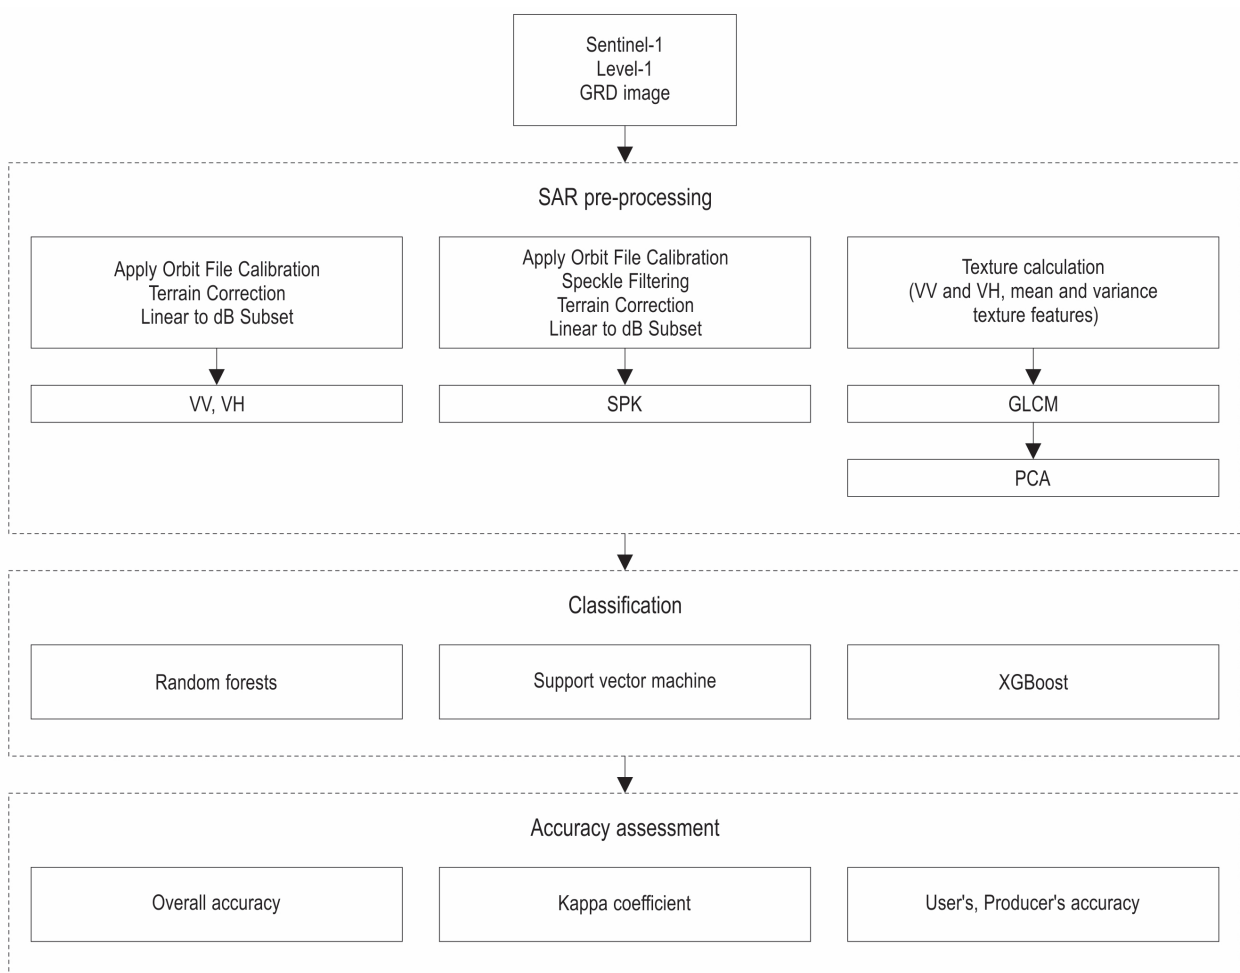 Sentinel-1
Level-1
GRD image
SAR pre-processing
Apply Orbit File Calibration
Terrain Correction
Linear to dB Subset
Apply Orbit File Calibration
Speckle Filtering
Terrain Correction
Linear to dB Subset
Texture calculation
(VV and VH, mean and variance
texture features)
VV, VH
SPK
GLCM
PCA
Classification
Random forests
Support vector machine
XGBoost
Accuracy assessment
Overall accuracy
Kappa coefficient
User's, Producer's accuracy